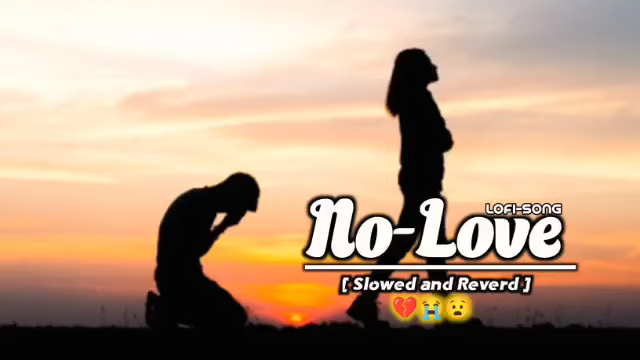 LOFI-SONG
No-Love
[ Slowed and Reverd ]
💔😭😧